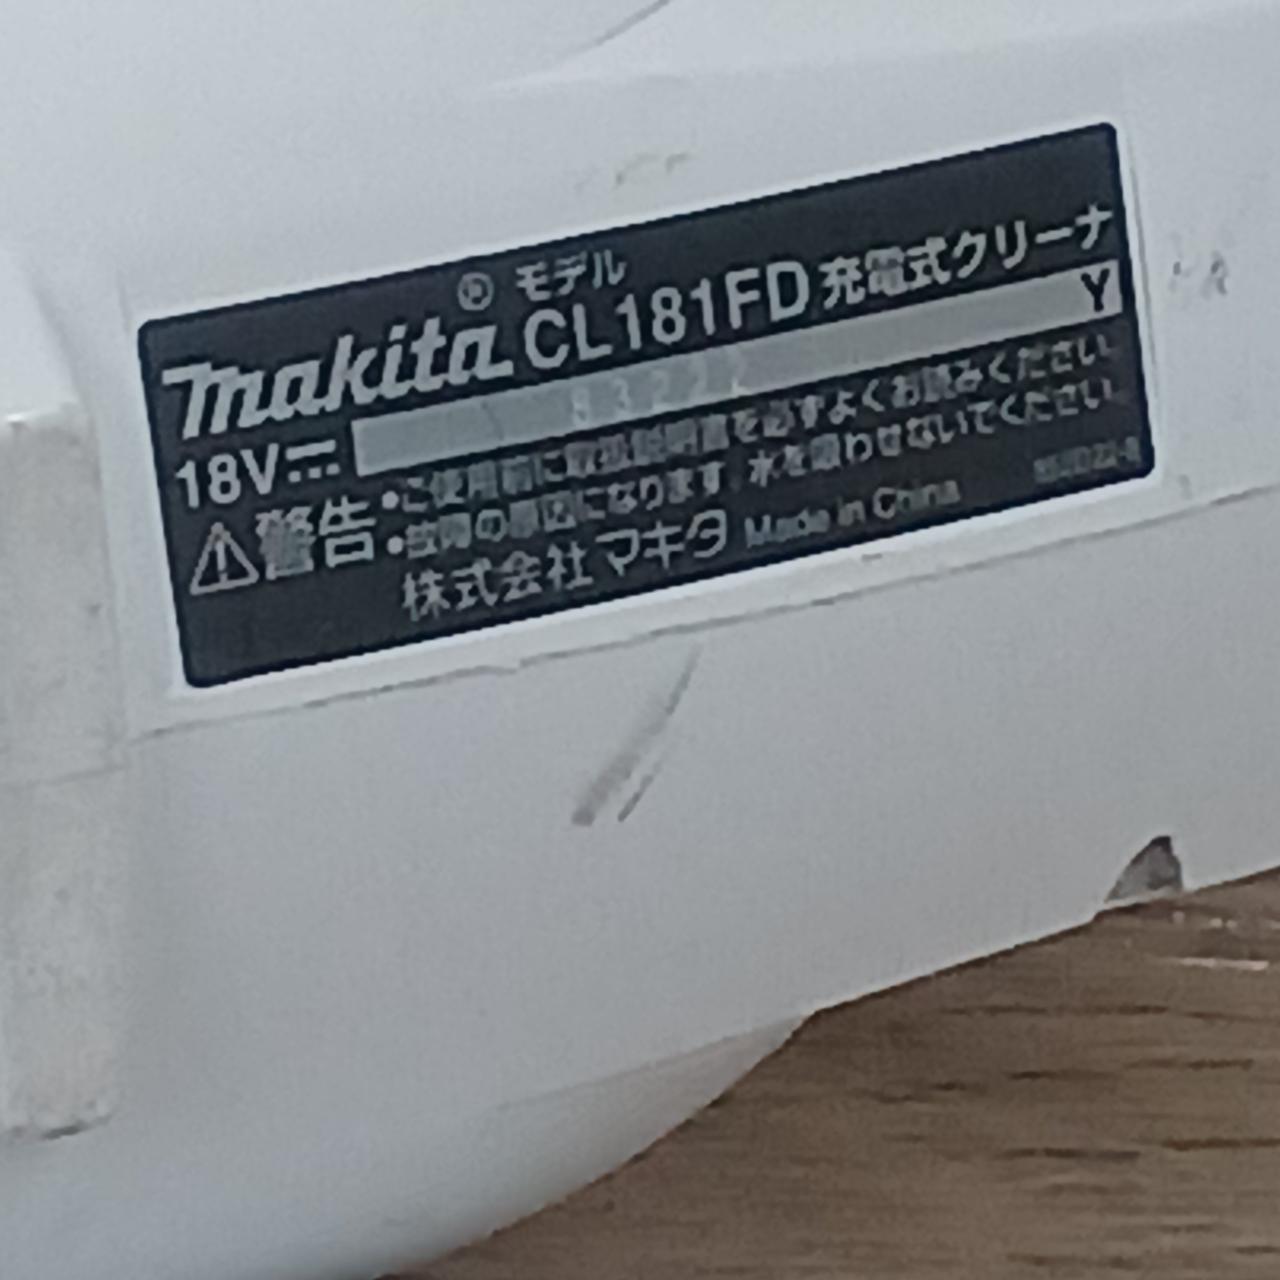 ® モデル
makita CL181FD 充電式クリーナ
Y
18V
警告 •ご使用前に取扱説明書を必ずよくお読みください
•故障の原因になります。水を吸わせないでください
株式会社マキタ Made in China